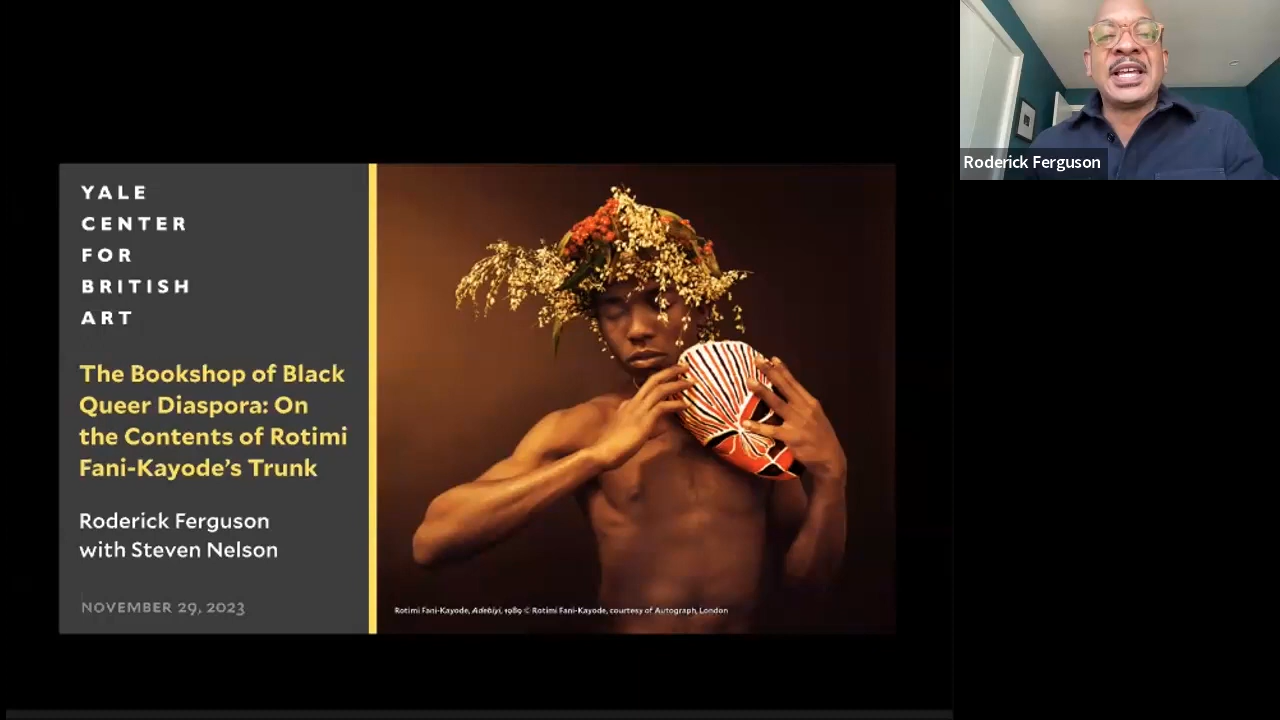 YALE
CENTER
FOR
BRITISH
ART
The Bookshop of Black
Queer Diaspora: On
the Contents of Rotimi
Fani-Kayode’s Trunk
Roderick Ferguson
with Steven Nelson
NOVEMBER 29, 2023
Rotimi Fani-Kayode, Adebiyi, 1989 © Rotimi Fani-Kayode, courtesy of Autograph, London
Roderick Ferguson